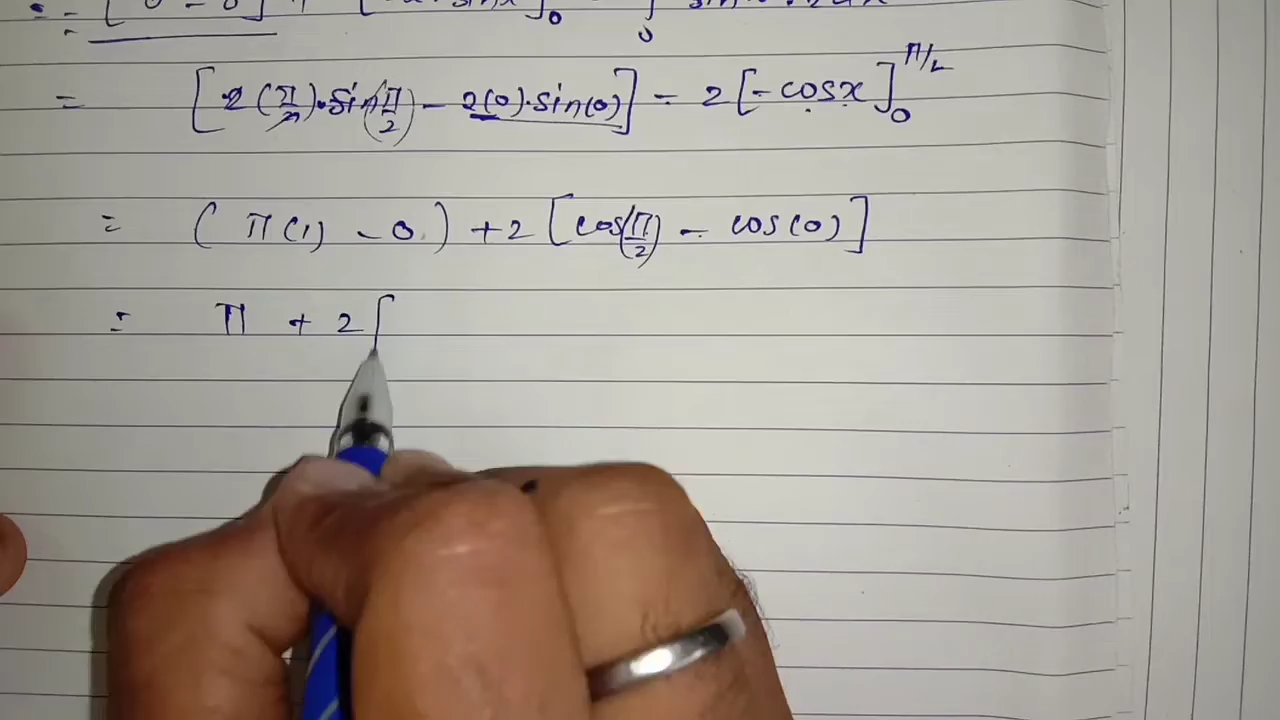 = [2(π/2)·sin(π/2) - 2(0)·sin(0)] - 2[-cosx]₀^π/2
= (π(1) - 0.) + 2[cos(π/2) - cos(0)]
= π + 2[